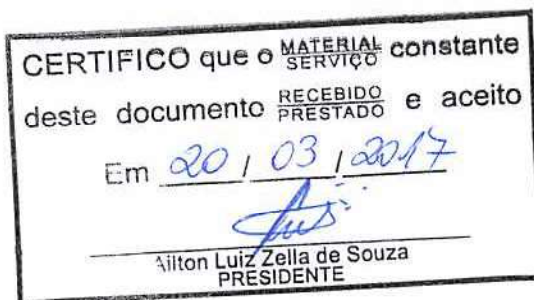 CERTIFICO que o MATERIAL SERVIÇO constante
deste documento RECEBIDO PRESTADO e aceito
Em 20 / 03 / 2017
Ailton Luiz Zella de Souza
PRESIDENTE